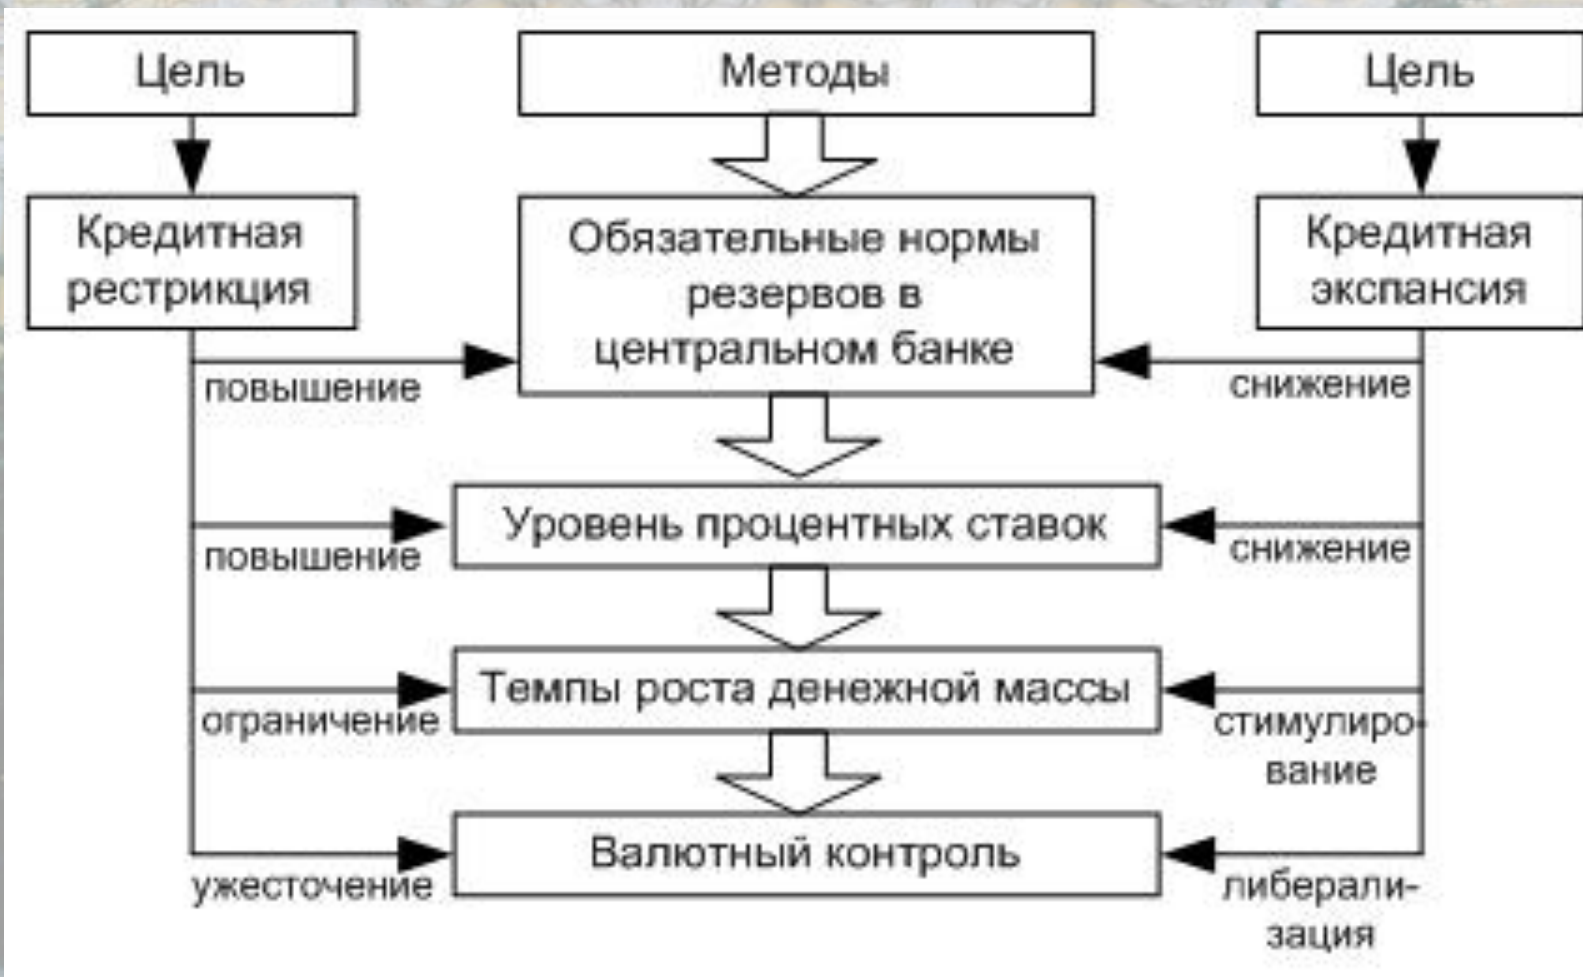 Цель
Методы
Цель
Кредитная
рестрикция
Обязательные нормы
резервов в
центральном банке
Кредитная
экспансия
повышение
снижение
Уровень процентных ставок
повышение
снижение
Темпы роста денежной массы
ограничение
стимулиро-
вание
Валютный контроль
ужесточение
либерали-
зация